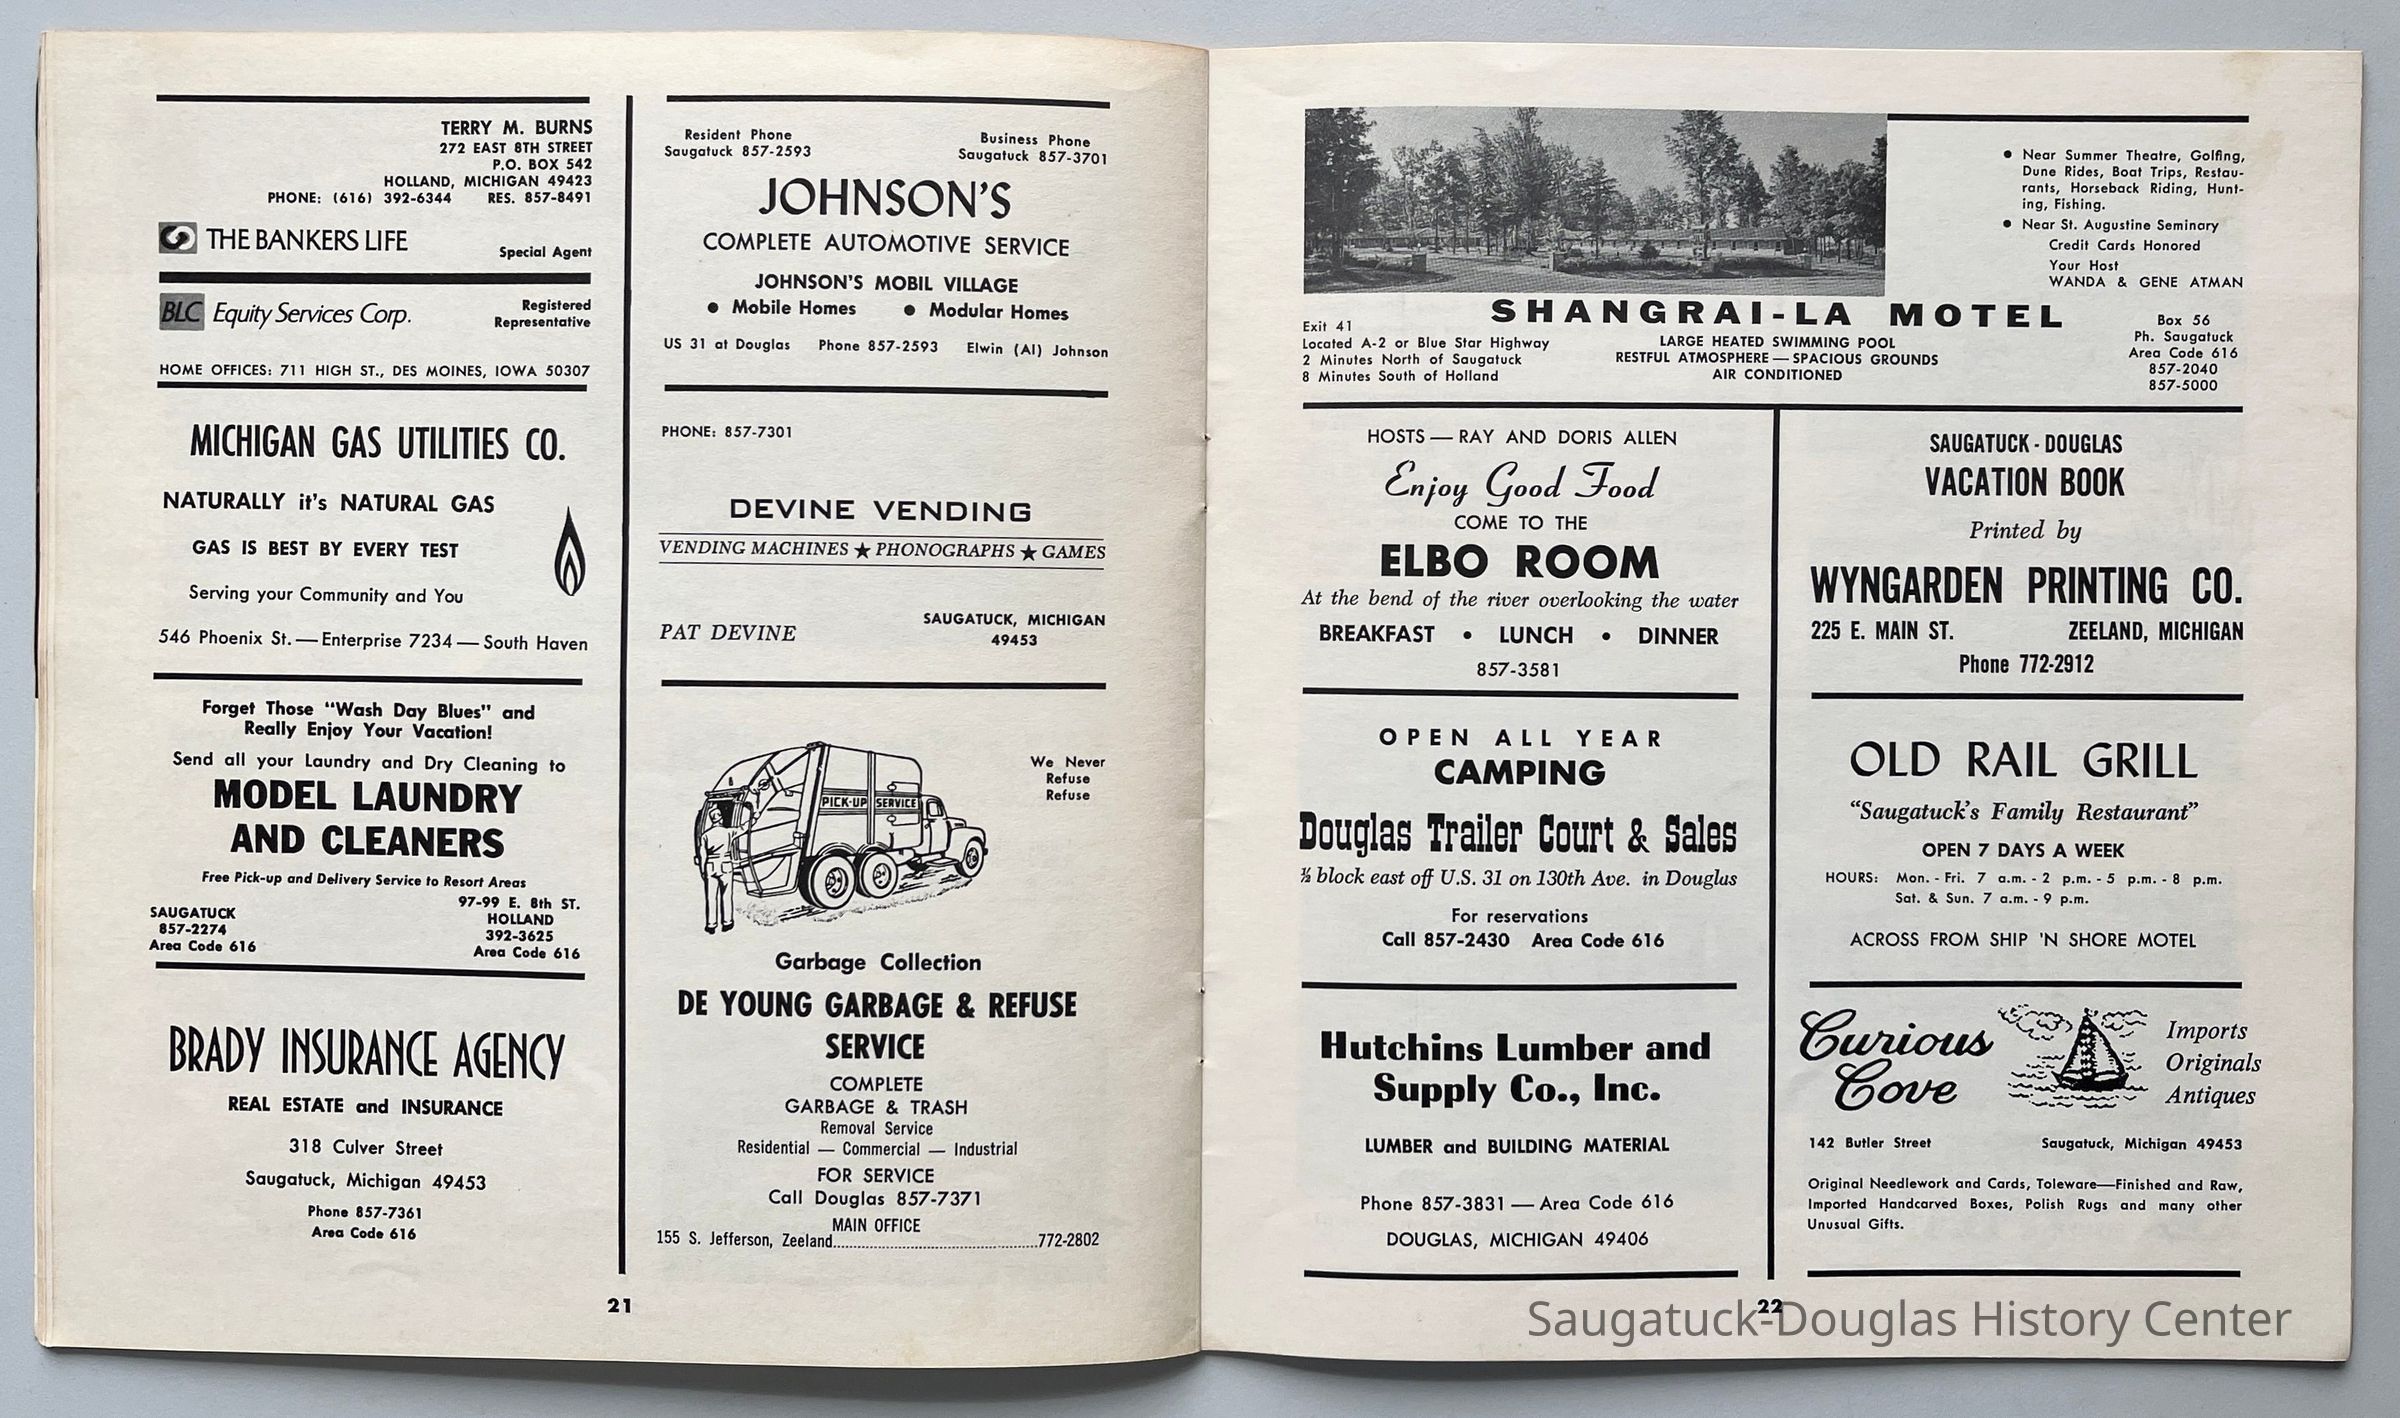 TERRY M. BURNS
272 EAST 8TH STREET
P.O. BOX 542
HOLLAND, MICHIGAN 49423
PHONE: (616) 392-6344 RES. 857-8491
THE BANKERS LIFE
Special Agent
BLC Equity Services Corp.
Registered
Representative
HOME OFFICES: 711 HIGH ST., DES MOINES, IOWA 50307
MICHIGAN GAS UTILITIES CO.
NATURALLY it's NATURAL GAS
GAS IS BEST BY EVERY TEST
Serving your Community and You
546 Phoenix St. — Enterprise 7234 — South Haven
Forget Those "Wash Day Blues" and
Really Enjoy Your Vacation!
Send all your Laundry and Dry Cleaning to
MODEL LAUNDRY
AND CLEANERS
Free Pick-up and Delivery Service to Resort Areas
SAUGATUCK
857-2274
Area Code 616
97-99 E. 8th ST.
HOLLAND
392-3625
Area Code 616
BRADY INSURANCE AGENCY
REAL ESTATE and INSURANCE
318 Culver Street
Saugatuck, Michigan 49453
Phone 857-7361
Area Code 616
Resident Phone
Saugatuck 857-2593
Business Phone
Saugatuck 857-3701
JOHNSON'S
COMPLETE AUTOMOTIVE SERVICE
JOHNSON'S MOBIL VILLAGE
• Mobile Homes • Modular Homes
US 31 at Douglas Phone 857-2593 Elwin (Al) Johnson
PHONE: 857-7301
DEVINE VENDING
VENDING MACHINES ★ PHONOGRAPHS ★ GAMES
PAT DEVINE
SAUGATUCK, MICHIGAN
49453
We Never
Refuse
Refuse
PICK-UP SERVICE
Garbage Collection
DE YOUNG GARBAGE & REFUSE
SERVICE
COMPLETE
GARBAGE & TRASH
Removal Service
Residential — Commercial — Industrial
FOR SERVICE
Call Douglas 857-7371
MAIN OFFICE
155 S. Jefferson, Zeeland........................................772-2802
21
• Near Summer Theatre, Golfing,
Dune Rides, Boat Trips, Restau-
rants, Horseback Riding, Hunt-
ing, Fishing.
• Near St. Augustine Seminary
Credit Cards Honored
Your Host
WANDA & GENE ATMAN
SHANGRAI-LA MOTEL
Exit 41
Located A-2 or Blue Star Highway
2 Minutes North of Saugatuck
8 Minutes South of Holland
LARGE HEATED SWIMMING POOL
RESTFUL ATMOSPHERE — SPACIOUS GROUNDS
AIR CONDITIONED
Box 56
Ph. Saugatuck
Area Code 616
857-2040
857-5000
HOSTS — RAY AND DORIS ALLEN
Enjoy Good Food
COME TO THE
ELBO ROOM
At the bend of the river overlooking the water
BREAKFAST • LUNCH • DINNER
857-3581
OPEN ALL YEAR
CAMPING
Douglas Trailer Court & Sales
½ block east off U.S. 31 on 130th Ave. in Douglas
For reservations
Call 857-2430 Area Code 616
Hutchins Lumber and
Supply Co., Inc.
LUMBER and BUILDING MATERIAL
Phone 857-3831 — Area Code 616
DOUGLAS, MICHIGAN 49406
SAUGATUCK - DOUGLAS
VACATION BOOK
Printed by
WYNGARDEN PRINTING CO.
225 E. MAIN ST. ZEELAND, MICHIGAN
Phone 772-2912
OLD RAIL GRILL
"Saugatuck's Family Restaurant"
OPEN 7 DAYS A WEEK
HOURS: Mon. - Fri. 7 a.m. - 2 p.m. - 5 p.m. - 8 p.m.
Sat. & Sun. 7 a.m. - 9 p.m.
ACROSS FROM SHIP 'N SHORE MOTEL
Curious
Cove
Imports
Originals
Antiques
142 Butler Street Saugatuck, Michigan 49453
Original Needlework and Cards, Toleware—Finished and Raw,
Imported Handcarved Boxes, Polish Rugs and many other
Unusual Gifts.
22
Saugatuck-Douglas History Center